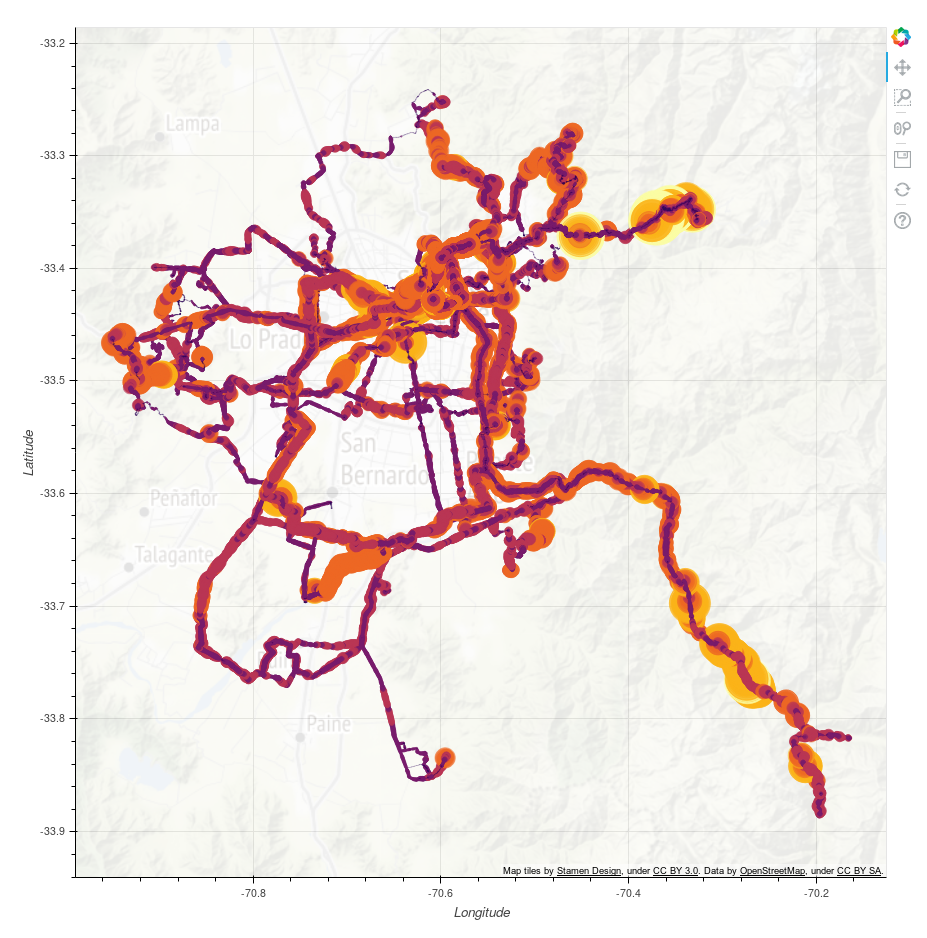 -33.2
Lampa
-33.3
-33.4
Lo Prado
-33.5
San
Bernardo
-33.6
Peñaflor
Talagante
-33.7
Paine
-33.8
-33.9
Latitude
Map tiles by Stamen Design, under CC BY 3.0. Data by OpenStreetMap, under CC BY SA.
-70.8
-70.6
-70.4
-70.2
Longitude